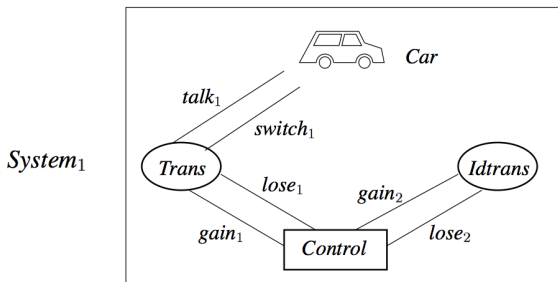 Car
talk₁
switch₁
System₁
Trans
Idtrans
lose₁
gain₂
gain₁
Control
lose₂